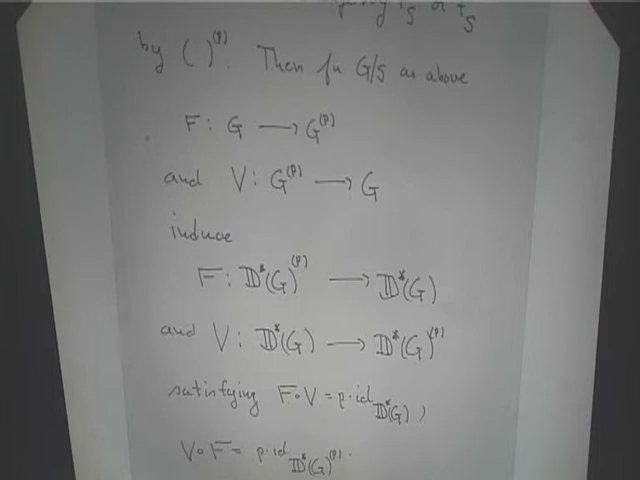 by ( )^(p). Then for G/S as above
F: G ⟶ G^(p)
and V: G^(p) ⟶ G
induce
F: 𝔻*(G)^(p) ⟶ 𝔻*(G)
and V: 𝔻*(G) ⟶ 𝔻*(G)^(p)
satisfying F∘V = p·id_𝔻*(G),
V∘F = p·id_𝔻*(G)^(p).